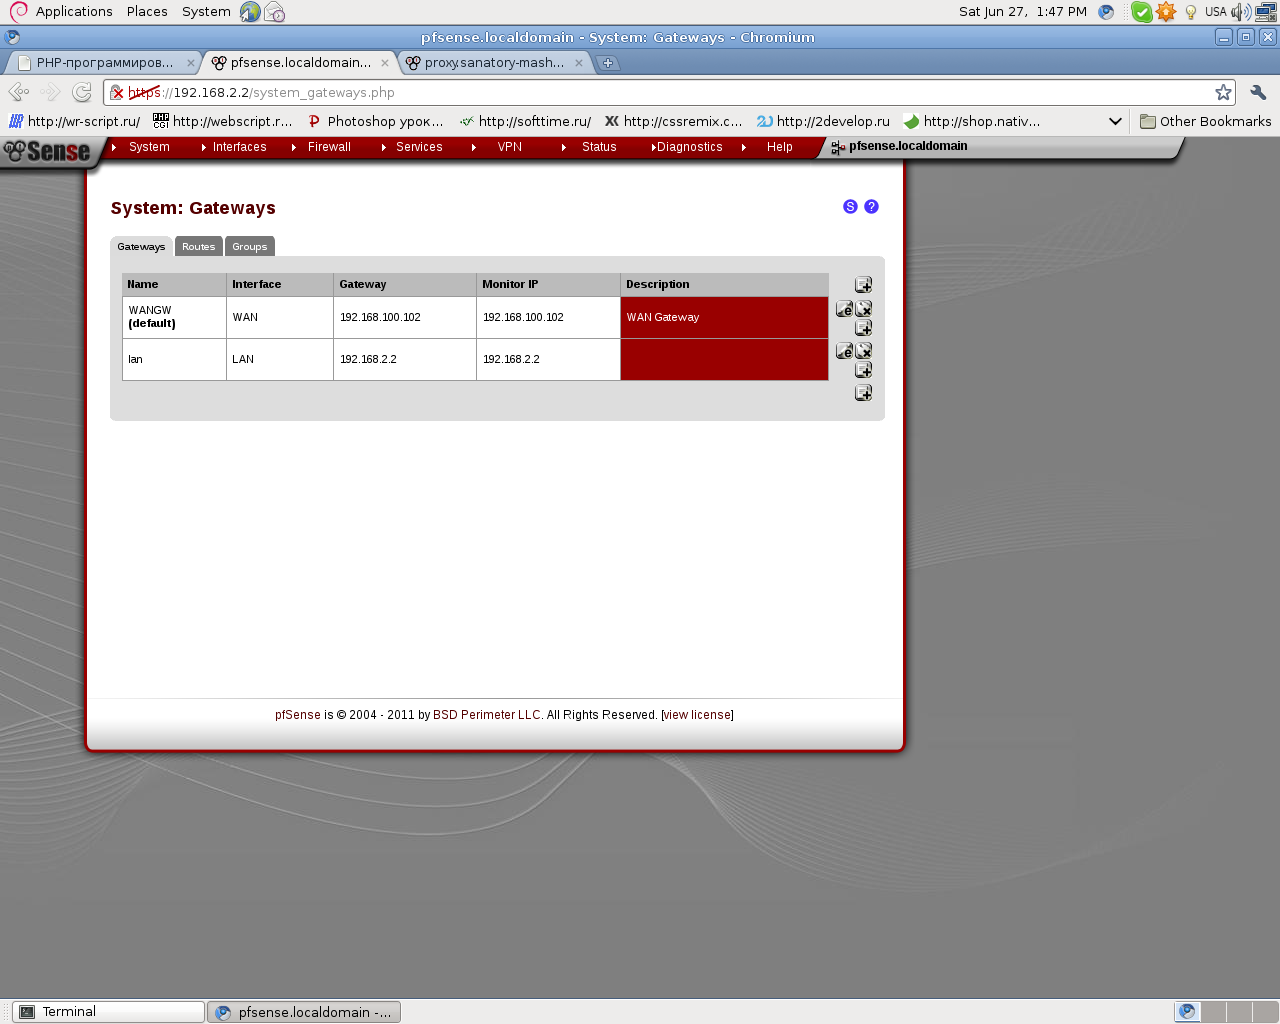 Applications Places System USA Sat Jun 27, 1:47 PM
pfsense.localdomain - System: Gateways - Chromium
PHP-программиров... pfsense.localdomain... proxy.sanatory-mash...
https://192.168.2.2/system_gateways.php
http://wr-script.ru/ http://webscript.r... Photoshop урок... http://softtime.ru/ http://cssremix.c... http://2develop.ru http://shop.nativ... Other Bookmarks
Sense System Interfaces Firewall Services VPN Status Diagnostics Help pfsense.localdomain
System: Gateways
Gateways Routes Groups
Name Interface Gateway Monitor IP Description
WANGW
(default) WAN 192.168.100.102 192.168.100.102 WAN Gateway
lan LAN 192.168.2.2 192.168.2.2
pfSense is © 2004 - 2011 by BSD Perimeter LLC. All Rights Reserved. [view license]
Terminal pfsense.localdomain -...